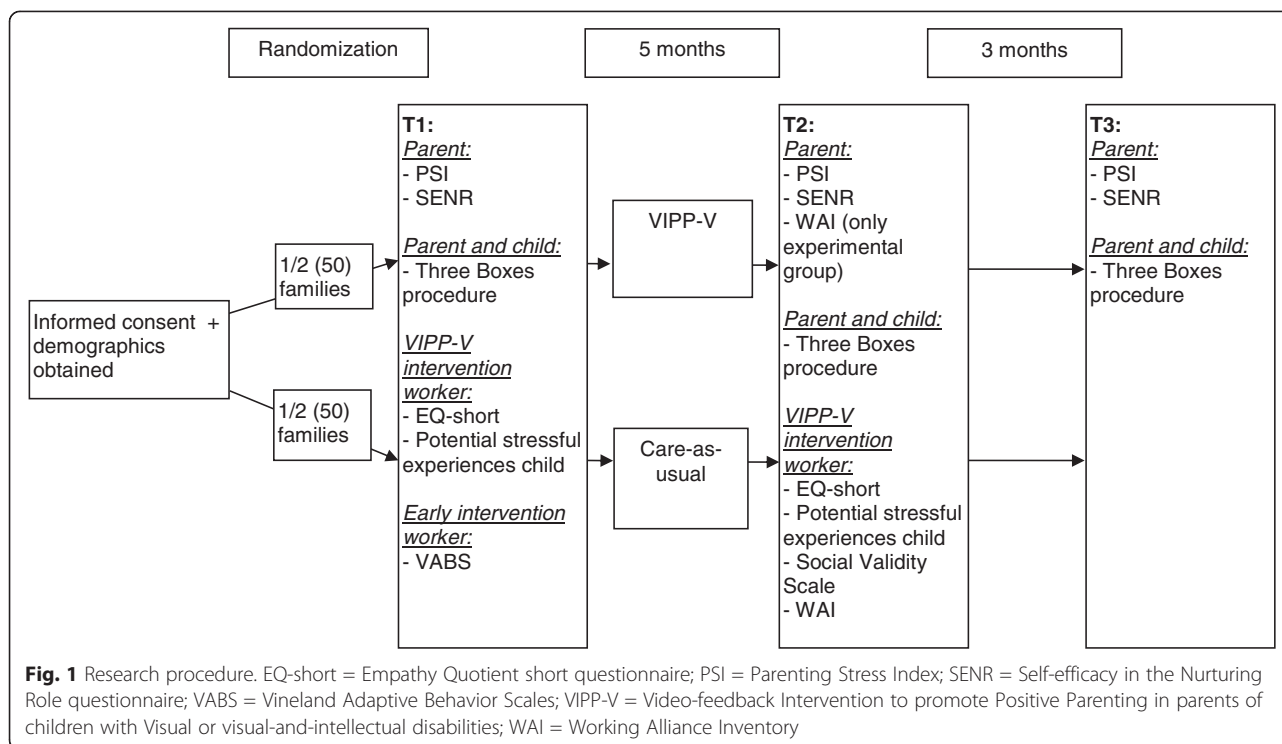 Randomization
5 months
3 months
Informed consent +
demographics
obtained
1/2 (50)
families
1/2 (50)
families
T1:
Parent:
- PSI
- SENR
Parent and child:
- Three Boxes
procedure
VIPP-V
intervention
worker:
- EQ-short
- Potential stressful
experiences child
Early intervention
worker:
- VABS
VIPP-V
Care-as-
usual
T2:
Parent:
- PSI
- SENR
- WAI (only
experimental
group)
Parent and child:
- Three Boxes
procedure
VIPP-V
intervention
worker:
- EQ-short
- Potential stressful
experiences child
- Social Validity
Scale
- WAI
T3:
Parent:
- PSI
- SENR
Parent and child:
- Three Boxes
procedure
Fig. 1 Research procedure. EQ-short = Empathy Quotient short questionnaire; PSI = Parenting Stress Index; SENR = Self-efficacy in the Nurturing
Role questionnaire; VABS = Vineland Adaptive Behavior Scales; VIPP-V = Video-feedback Intervention to promote Positive Parenting in parents of
children with Visual or visual-and-intellectual disabilities; WAI = Working Alliance Inventory